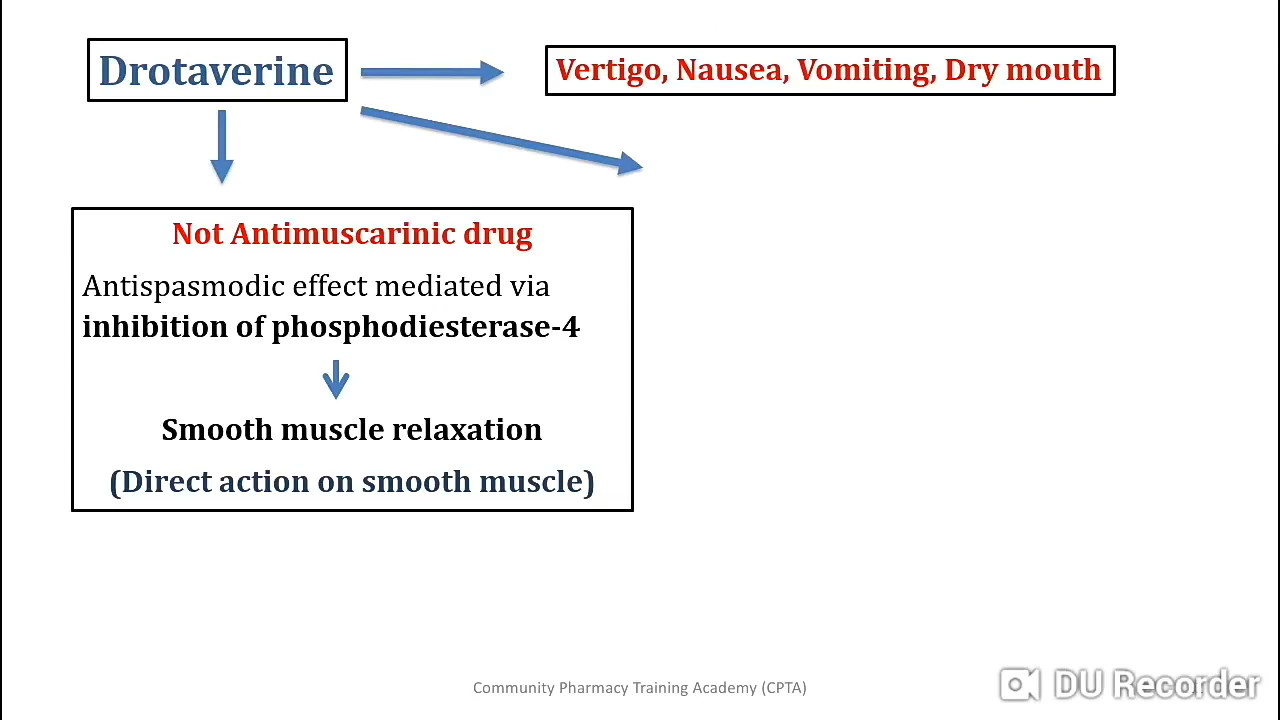 Drotaverine
Vertigo, Nausea, Vomiting, Dry mouth
Not Antimuscarinic drug
Antispasmodic effect mediated via
inhibition of phosphodiesterase-4
Smooth muscle relaxation
(Direct action on smooth muscle)
Community Pharmacy Training Academy (CPTA)
DU Recorder